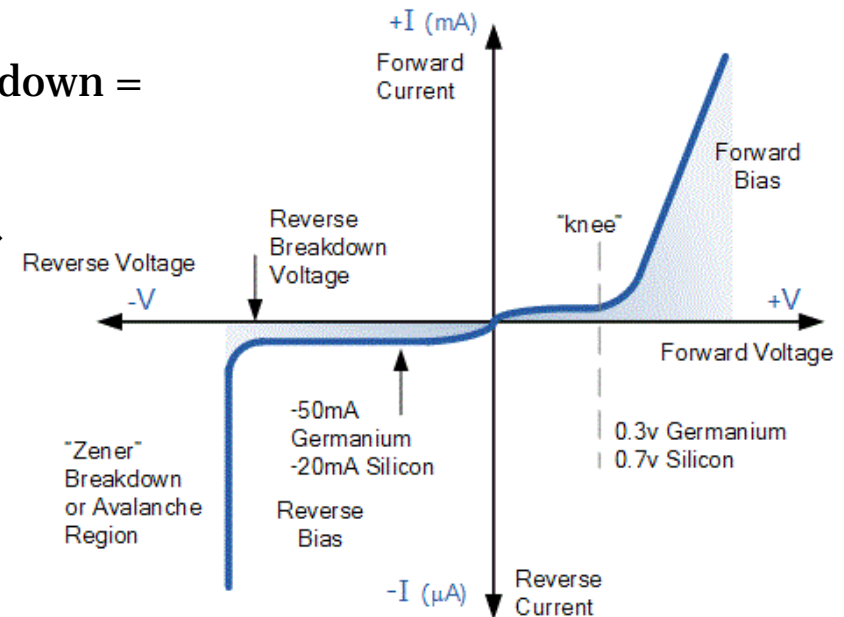 down =
+I (mA)
Forward
Current
Forward
Bias
"knee"
Reverse
Breakdown
Voltage
Reverse Voltage
-V
+V
Forward Voltage
-50mA
Germanium
-20mA Silicon
0.3v Germanium
0.7v Silicon
"Zener"
Breakdown
or Avalanche
Region
Reverse
Bias
-I (µA)
Reverse
Current